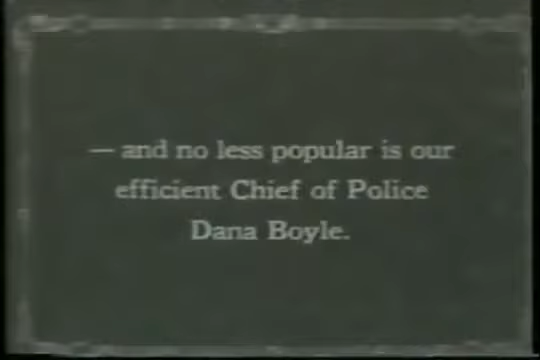 — and no less popular is our
efficient Chief of Police
Dana Boyle.